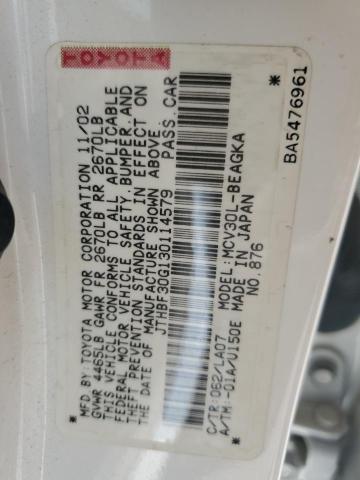 TOYOTA
MFD BY: TOYOTA MOTOR CORPORATION 11/02
GVWR 4465LB GAWR FR 2670LB RR 2670LB
THIS VEHICLE CONFORMS TO ALL APPLICABLE
FEDERAL MOTOR VEHICLE SAFETY, BUMPER, AND
THEFT PREVENTION STANDARDS IN EFFECT ON
THE DATE OF MANUFACTURE SHOWN ABOVE.
JTHBF30G130114579 PASS. CAR
C/TR:062/LA07 MODEL:MCV30L-BEAGKA
A/TM:-01A/U150E MADE IN JAPAN
NO.876
* BA5476961 *